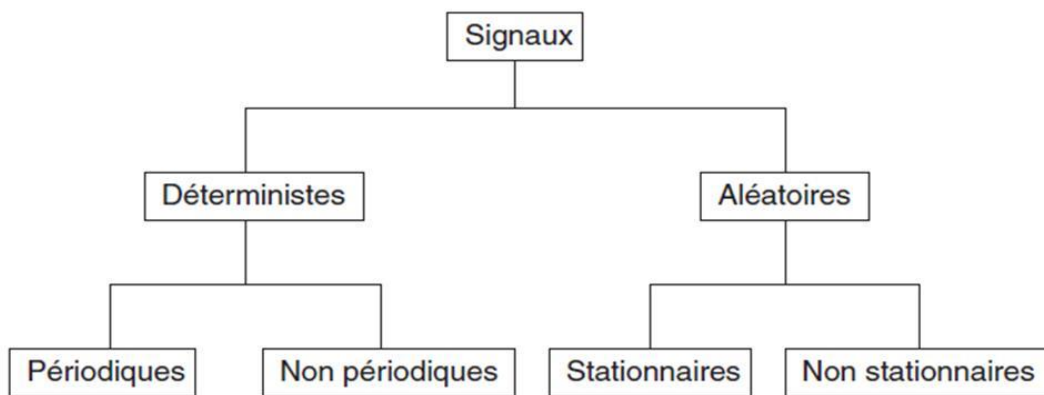 Signaux
Déterministes
Aléatoires
Périodiques
Non périodiques
Stationnaires
Non stationnaires